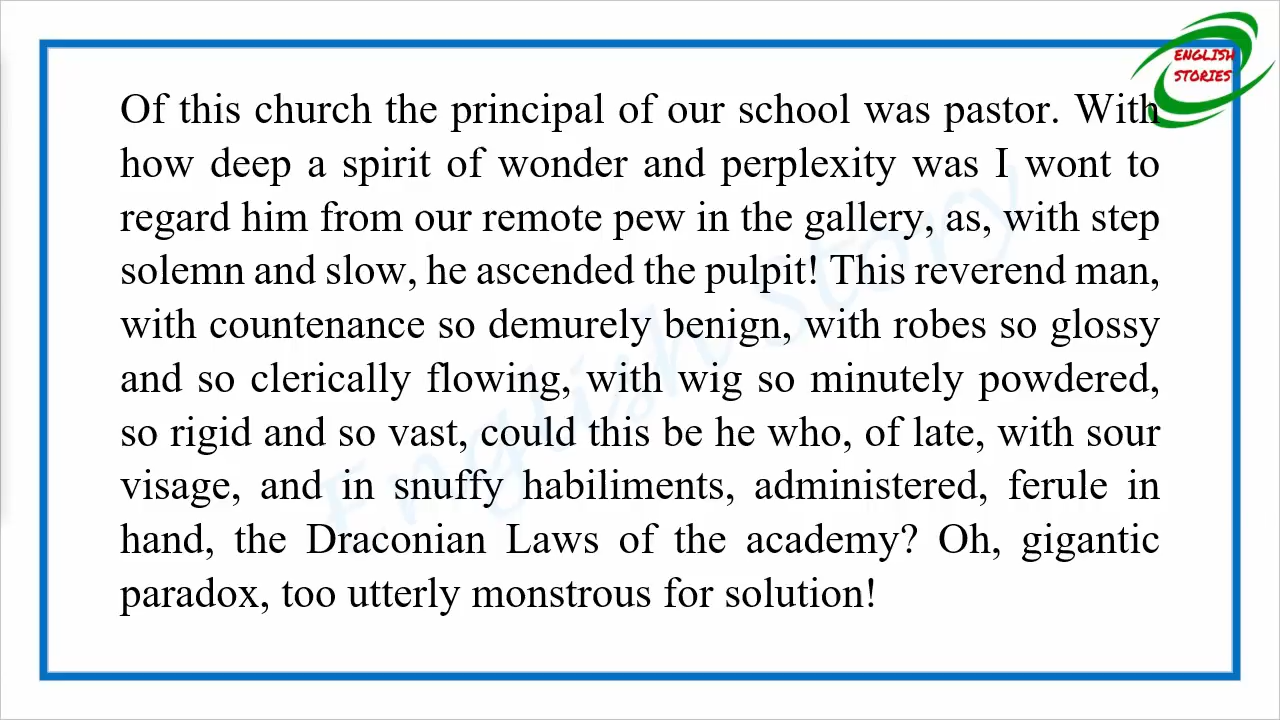 ENGLISH
STORIES
Of this church the principal of our school was pastor. With
how deep a spirit of wonder and perplexity was I wont to
regard him from our remote pew in the gallery, as, with step
solemn and slow, he ascended the pulpit! This reverend man,
with countenance so demurely benign, with robes so glossy
and so clerically flowing, with wig so minutely powdered,
so rigid and so vast, could this be he who, of late, with sour
visage, and in snuffy habiliments, administered, ferule in
hand, the Draconian Laws of the academy? Oh, gigantic
paradox, too utterly monstrous for solution!
English Story